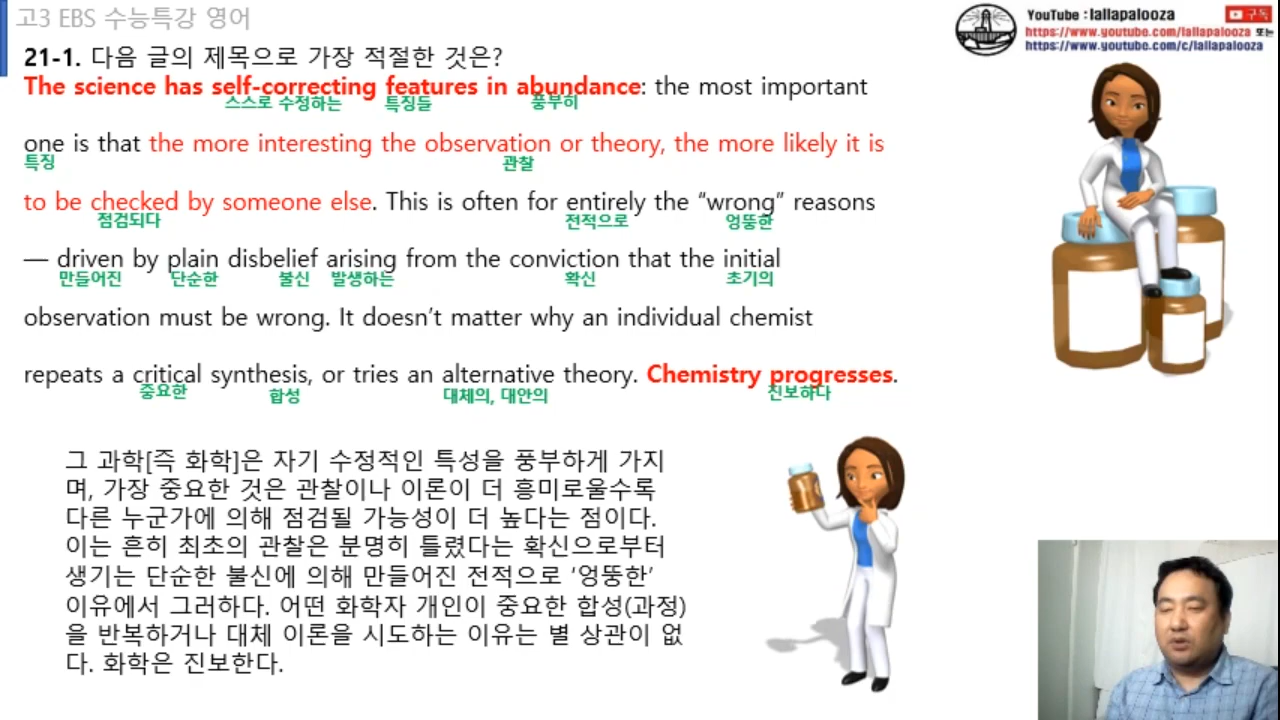 고3 EBS 수능특강 영어
YouTube : lallapalooza
구독
https://www.youtube.com/lallapalooza 또는
https://www.youtube.com/c/lallapalooza
21-1. 다음 글의 제목으로 가장 적절한 것은?
The science has self-correcting features in abundance: the most important
스스로 수정하는 특징들 풍부히
one is that the more interesting the observation or theory, the more likely it is
특징 관찰
to be checked by someone else. This is often for entirely the “wrong” reasons
점검되다 전적으로 엉뚱한
— driven by plain disbelief arising from the conviction that the initial
만들어진 단순한 불신 발생하는 확신 초기의
observation must be wrong. It doesn’t matter why an individual chemist
repeats a critical synthesis, or tries an alternative theory. Chemistry progresses.
중요한 합성 대체의, 대안의 진보하다
그 과학[즉 화학]은 자기 수정적인 특성을 풍부하게 가지
며, 가장 중요한 것은 관찰이나 이론이 더 흥미로울수록
다른 누군가에 의해 점검될 가능성이 더 높다는 점이다.
이는 흔히 최초의 관찰은 분명히 틀렸다는 확신으로부터
생기는 단순한 불신에 의해 만들어진 전적으로 ‘엉뚱한’
이유에서 그러하다. 어떤 화학자 개인이 중요한 합성(과정)
을 반복하거나 대체 이론을 시도하는 이유는 별 상관이 없
다. 화학은 진보한다.